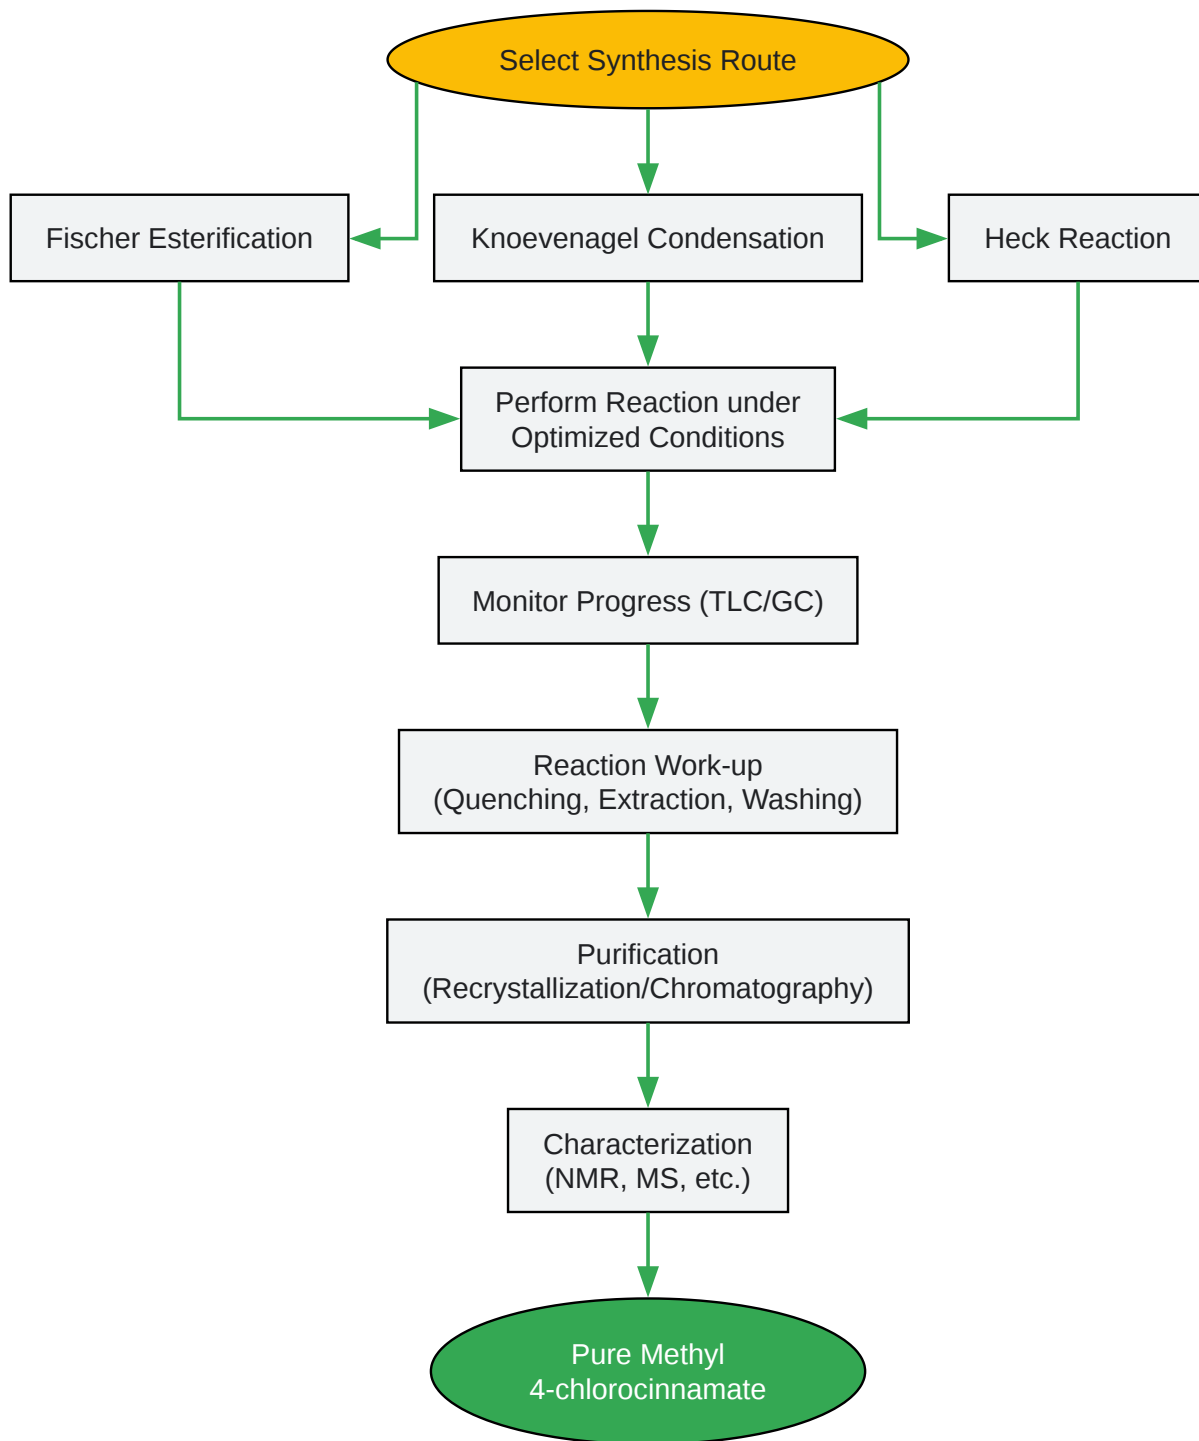 Select Synthesis Route
Fischer Esterification
Knoevenagel Condensation
Heck Reaction
Perform Reaction under
Optimized Conditions
Monitor Progress (TLC/GC)
Reaction Work-up
(Quenching, Extraction, Washing)
Purification
(Recrystallization/Chromatography)
Characterization
(NMR, MS, etc.)
Pure Methyl
4-chlorocinnamate